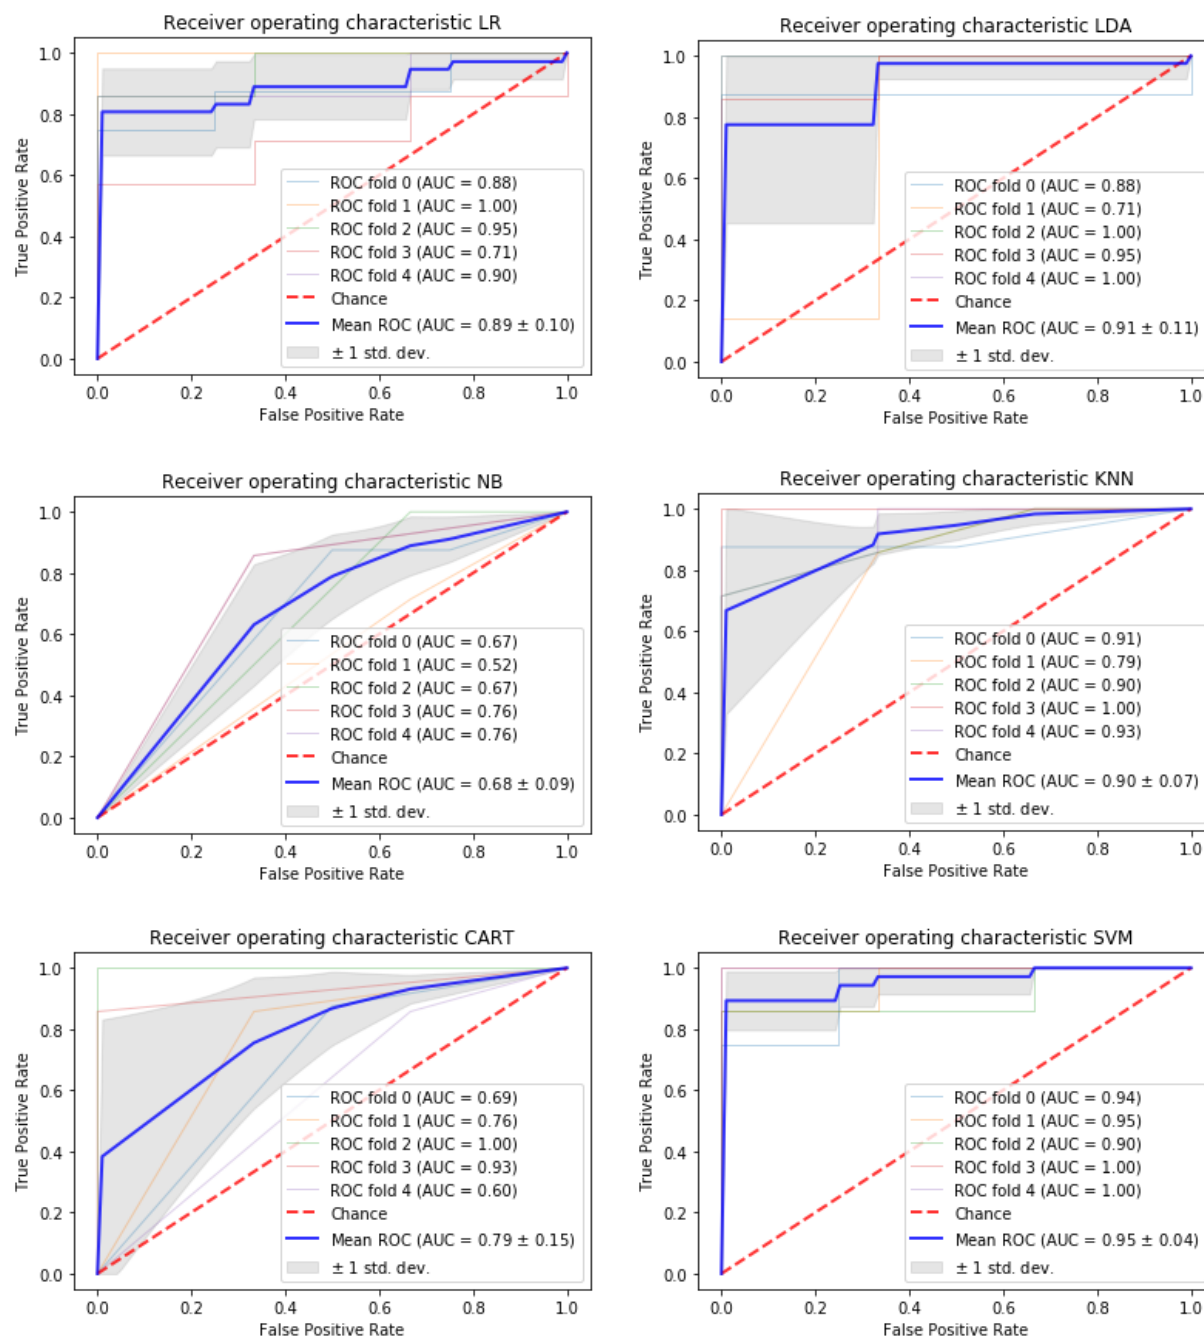 Receiver operating characteristic LR
1.0
0.8
0.6
0.4
0.2
0.0
True Positive Rate
ROC fold 0 (AUC = 0.88)
ROC fold 1 (AUC = 1.00)
ROC fold 2 (AUC = 0.95)
ROC fold 3 (AUC = 0.71)
ROC fold 4 (AUC = 0.90)
Chance
Mean ROC (AUC = 0.89 ± 0.10)
± 1 std. dev.
0.0 0.2 0.4 0.6 0.8 1.0
False Positive Rate
Receiver operating characteristic LDA
1.0
0.8
0.6
0.4
0.2
0.0
True Positive Rate
ROC fold 0 (AUC = 0.88)
ROC fold 1 (AUC = 0.71)
ROC fold 2 (AUC = 1.00)
ROC fold 3 (AUC = 0.95)
ROC fold 4 (AUC = 1.00)
Chance
Mean ROC (AUC = 0.91 ± 0.11)
± 1 std. dev.
0.0 0.2 0.4 0.6 0.8 1.0
False Positive Rate
Receiver operating characteristic NB
1.0
0.8
0.6
0.4
0.2
0.0
True Positive Rate
ROC fold 0 (AUC = 0.67)
ROC fold 1 (AUC = 0.52)
ROC fold 2 (AUC = 0.67)
ROC fold 3 (AUC = 0.76)
ROC fold 4 (AUC = 0.76)
Chance
Mean ROC (AUC = 0.68 ± 0.09)
± 1 std. dev.
0.0 0.2 0.4 0.6 0.8 1.0
False Positive Rate
Receiver operating characteristic KNN
1.0
0.8
0.6
0.4
0.2
0.0
True Positive Rate
ROC fold 0 (AUC = 0.91)
ROC fold 1 (AUC = 0.79)
ROC fold 2 (AUC = 0.90)
ROC fold 3 (AUC = 1.00)
ROC fold 4 (AUC = 0.93)
Chance
Mean ROC (AUC = 0.90 ± 0.07)
± 1 std. dev.
0.0 0.2 0.4 0.6 0.8 1.0
False Positive Rate
Receiver operating characteristic CART
1.0
0.8
0.6
0.4
0.2
0.0
True Positive Rate
ROC fold 0 (AUC = 0.69)
ROC fold 1 (AUC = 0.76)
ROC fold 2 (AUC = 1.00)
ROC fold 3 (AUC = 0.93)
ROC fold 4 (AUC = 0.60)
Chance
Mean ROC (AUC = 0.79 ± 0.15)
± 1 std. dev.
0.0 0.2 0.4 0.6 0.8 1.0
False Positive Rate
Receiver operating characteristic SVM
1.0
0.8
0.6
0.4
0.2
0.0
True Positive Rate
ROC fold 0 (AUC = 0.94)
ROC fold 1 (AUC = 0.95)
ROC fold 2 (AUC = 0.90)
ROC fold 3 (AUC = 1.00)
ROC fold 4 (AUC = 1.00)
Chance
Mean ROC (AUC = 0.95 ± 0.04)
± 1 std. dev.
0.0 0.2 0.4 0.6 0.8 1.0
False Positive Rate